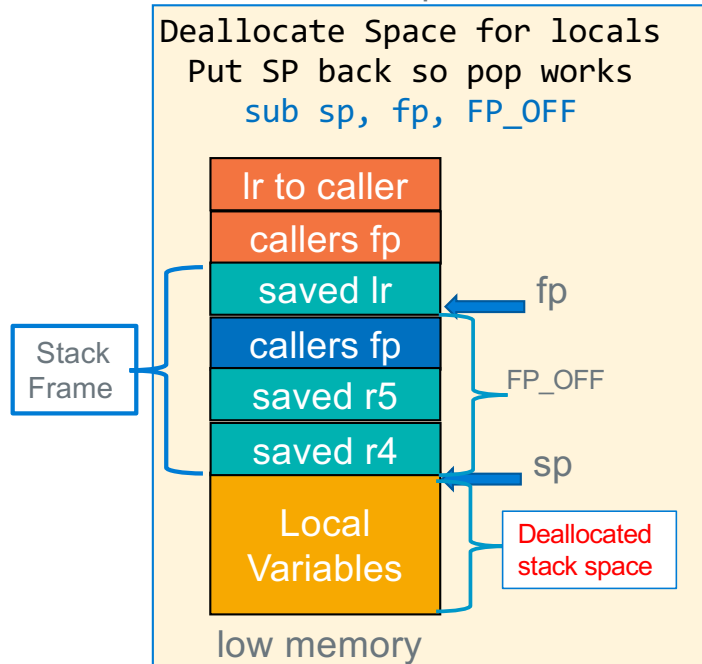 Deallocate Space for locals
Put SP back so pop works
sub sp, fp, FP_OFF
lr to caller
callers fp
saved lr
fp
Stack
Frame
callers fp
FP_OFF
saved r5
saved r4
sp
Local
Variables
Deallocated
stack space
low memory